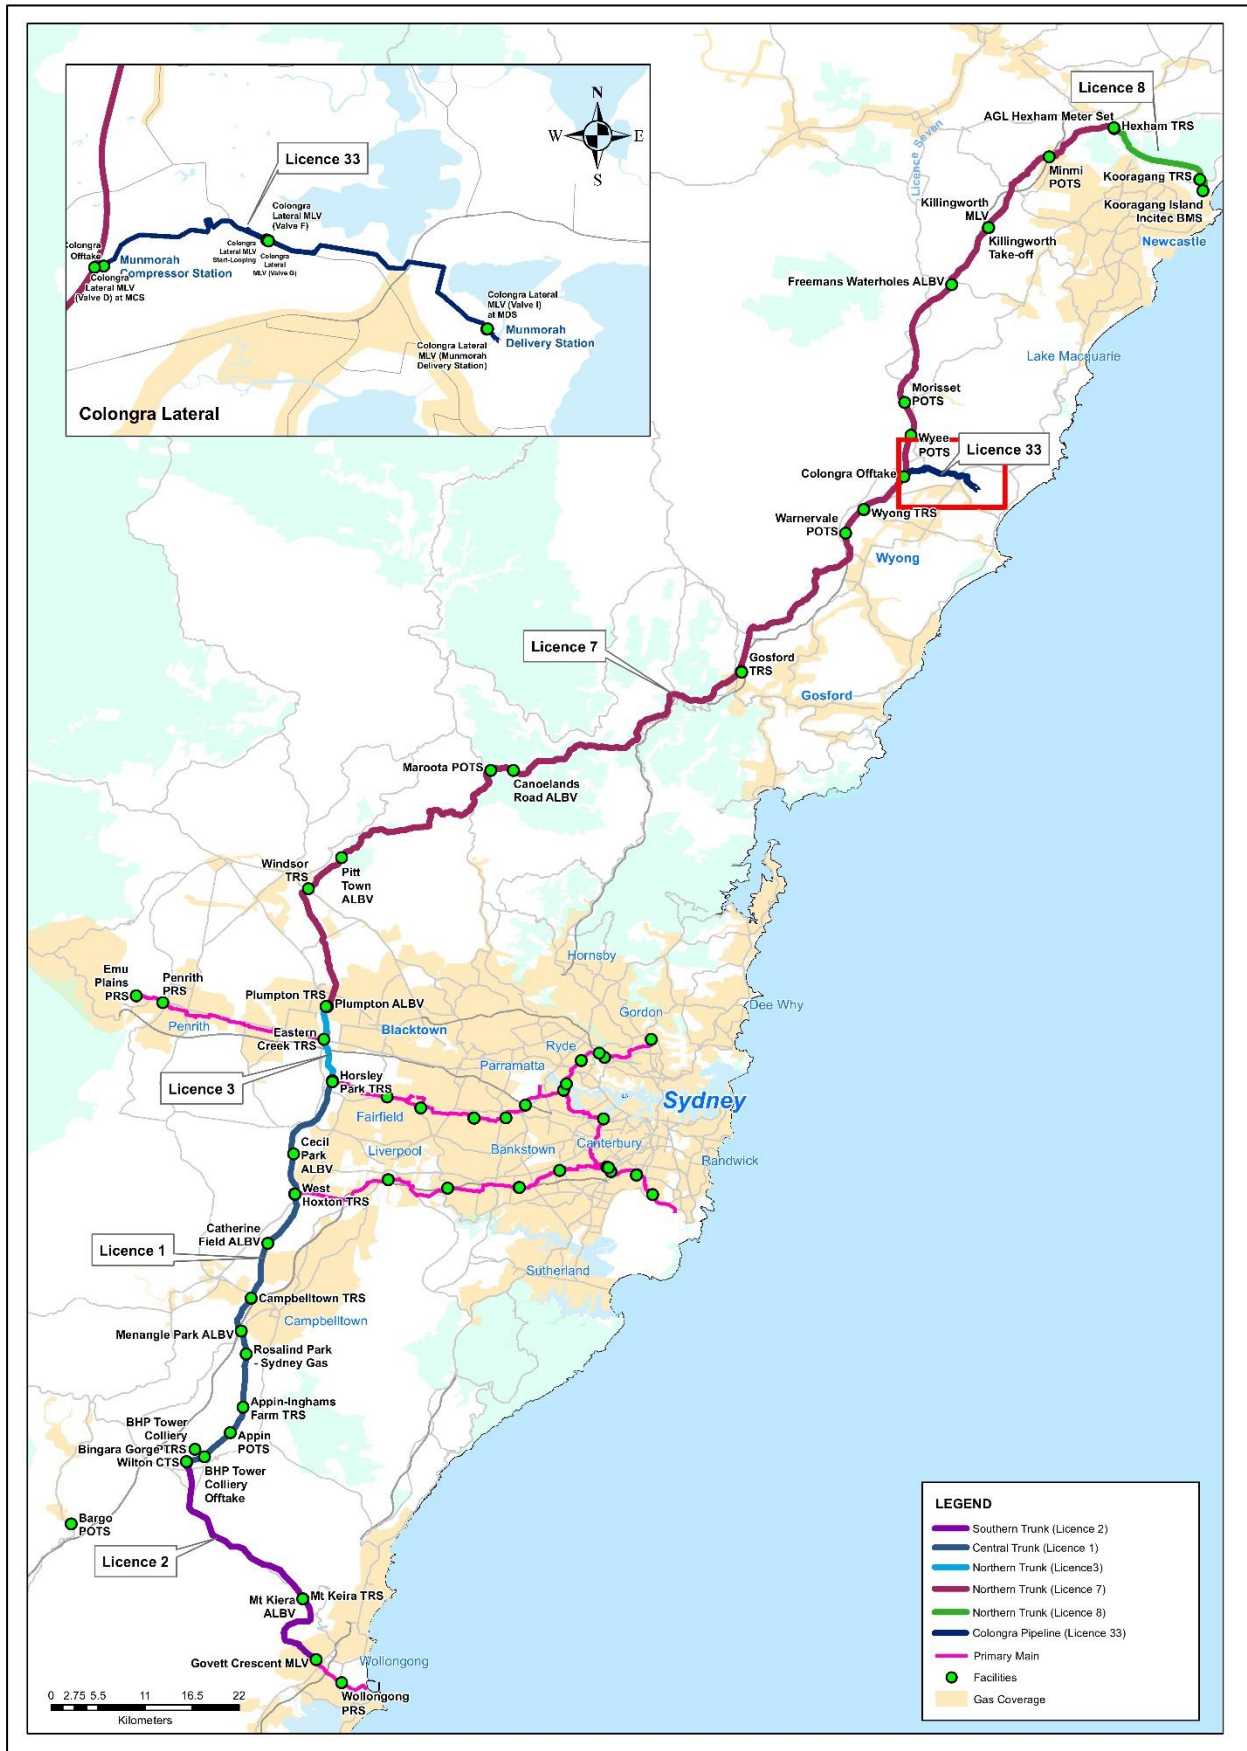 Licence 33
Colongra
Lateral MLV
(Valve F)
Colongra
Lateral MLV
Start-Looping
Colongra
Lateral
MLV (Valve G)
Colongra
Offtake
Munmorah
Compressor Station
Colongra
Lateral MLV
(Valve D) at MCS
Colongra Lateral
MLV (Valve I)
at MDS
Munmorah
Delivery Station
Colongra Lateral
MLV (Munmorah
Delivery Station)
Colongra Lateral
N
W
E
S
Licence 8
AGL Hexham Meter Set
Hexham TRS
Licence Seven
Minmi
POTS
Kooragang TRS
Kooragang Island
Incitec BMS
Killingworth
MLV
Killingworth
Take-off
Newcastle
Freemans Waterholes ALBV
Lake Macquarie
Morisset
POTS
Wyee
POTS
Licence 33
Colongra Offtake
Wyong TRS
Warnervale
POTS
Wyong
Licence 7
Gosford
TRS
Gosford
Maroota POTS
Canoelands
Road ALBV
Windsor
TRS
Pitt
Town
ALBV
Hornsby
Emu
Plains
PRS
Penrith
PRS
Plumpton TRS
Plumpton ALBV
Dee Why
Gordon
Penrith
Blacktown
Eastern
Creek TRS
Ryde
Parramatta
Licence 3
Horsley
Park TRS
Sydney
Fairfield
Cecil
Park
ALBV
Liverpool
Bankstown
Canterbury
Randwick
West
Hoxton TRS
Catherine
Field ALBV
Licence 1
Sutherland
Campbelltown TRS
Campbelltown
Menangle Park ALBV
Rosalind Park
- Sydney Gas
Appin-Inghams
Farm TRS
BHP Tower
Colliery
Appin
POTS
Bingara Gorge TRS
Wilton CTS
BHP Tower
Colliery
Offtake
Bargo
POTS
Licence 2
Mt Kiera
ALBV
Mt Keira TRS
Govett Crescent MLV
Wollongong
Wollongong
PRS
0 2.75 5.5 11 16.5 22
Kilometers
LEGEND
Southern Trunk (Licence 2)
Central Trunk (Licence 1)
Northern Trunk (Licence3)
Northern Trunk (Licence 7)
Northern Trunk (Licence 8)
Colongra Pipeline (Licence 33)
Primary Main
Facilities
Gas Coverage